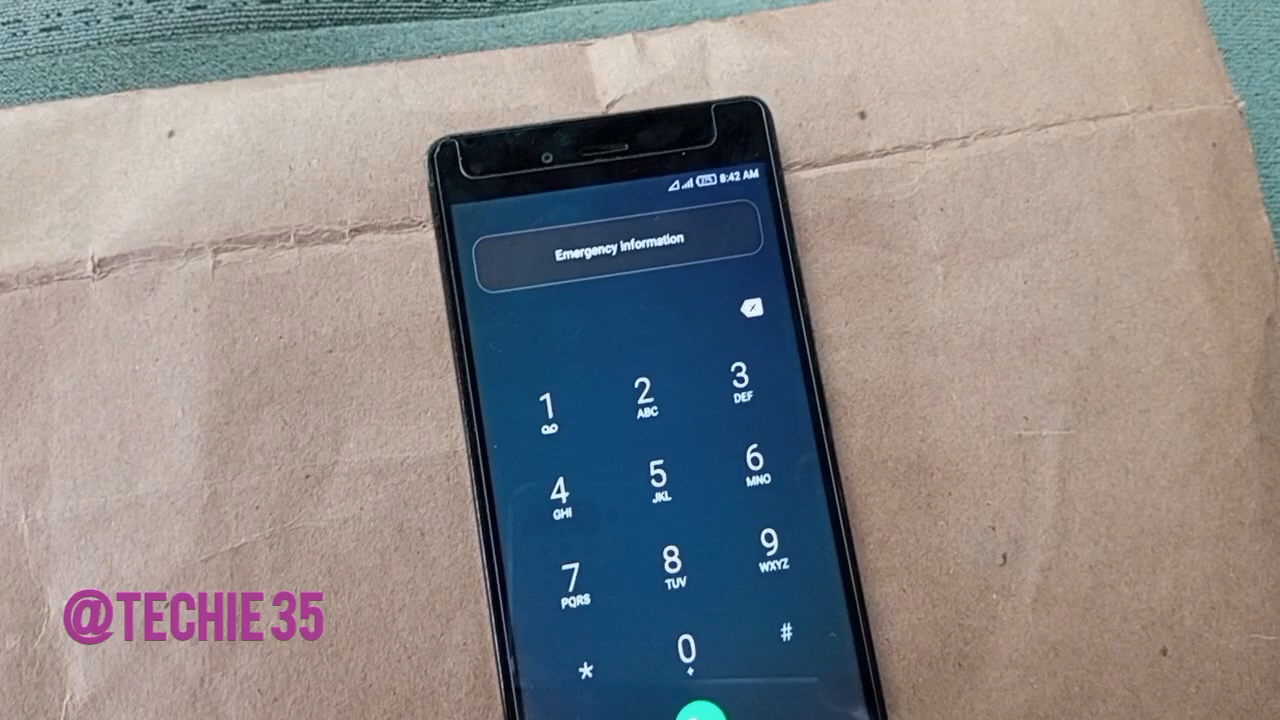 8:42 AM
Emergency information
1
2 ABC
3 DEF
4 GHI
5 JKL
6 MNO
7 PQRS
8 TUV
9 WXYZ
* 0 + #
@TECHIE 35